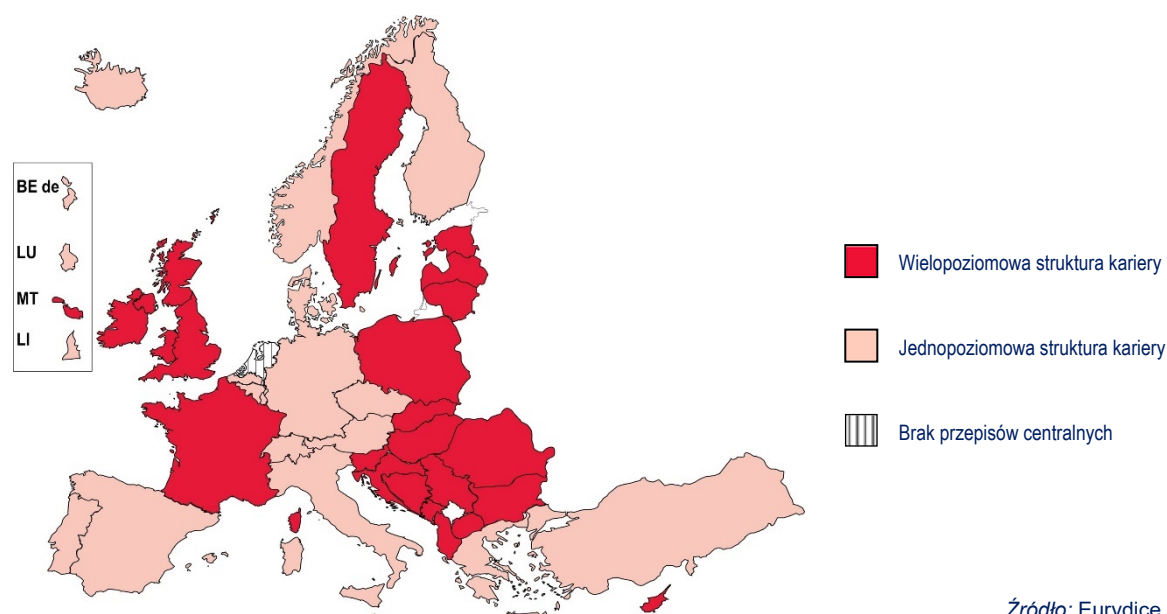 BE de
LU
MT
LI
Wielopoziomowa struktura kariery
Jednopoziomowa struktura kariery
Brak przepisów centralnych
Źródło: Eurydice